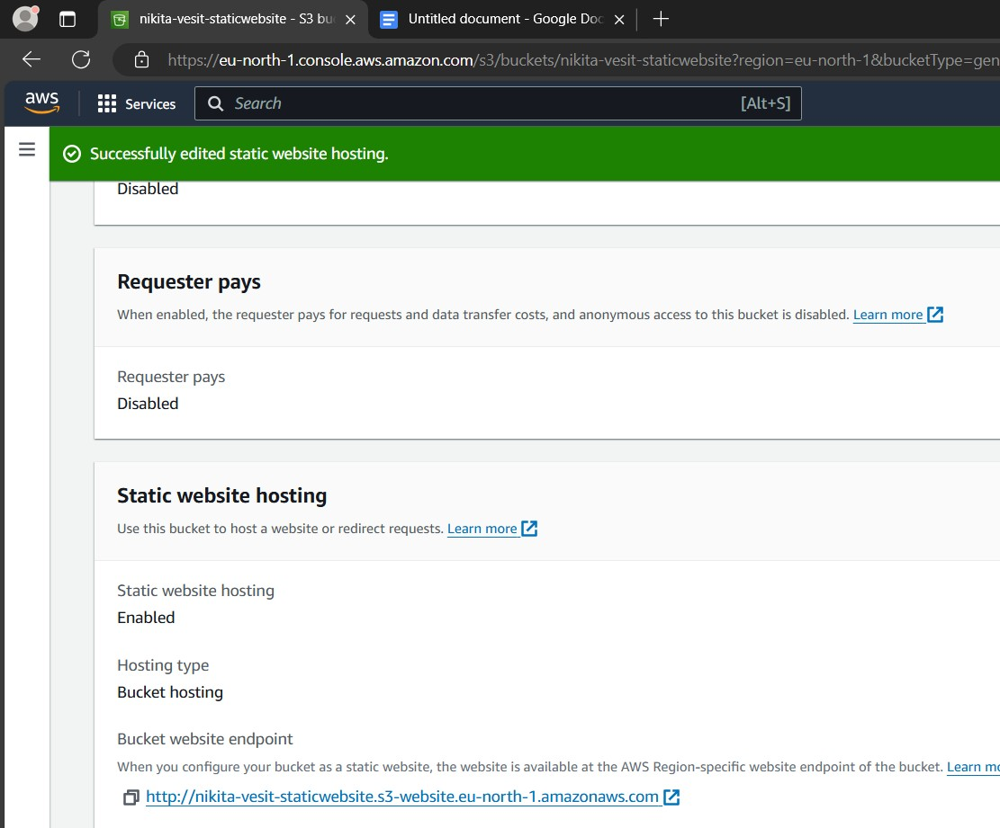 nikita-vesit-staticwebsite - S3 bu
Untitled document - Google Doc
https://eu-north-1.console.aws.amazon.com/s3/buckets/nikita-vesit-staticwebsite?region=eu-north-1&bucketType=gen
aws
Services
Search
[Alt+S]
Successfully edited static website hosting.
Disabled
Requester pays
When enabled, the requester pays for requests and data transfer costs, and anonymous access to this bucket is disabled. Learn more
Requester pays
Disabled
Static website hosting
Use this bucket to host a website or redirect requests. Learn more
Static website hosting
Enabled
Hosting type
Bucket hosting
Bucket website endpoint
When you configure your bucket as a static website, the website is available at the AWS Region-specific website endpoint of the bucket. Learn mo
http://nikita-vesit-staticwebsite.s3-website.eu-north-1.amazonaws.com